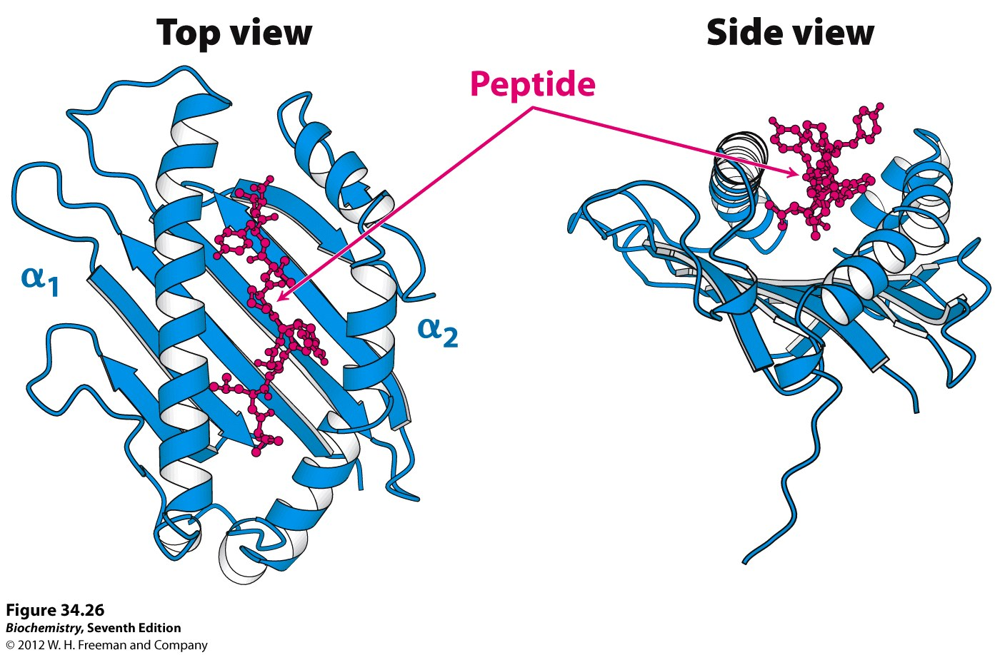 Top view
Side view
Peptide
α1
α2
Figure 34.26
Biochemistry, Seventh Edition
© 2012 W. H. Freeman and Company